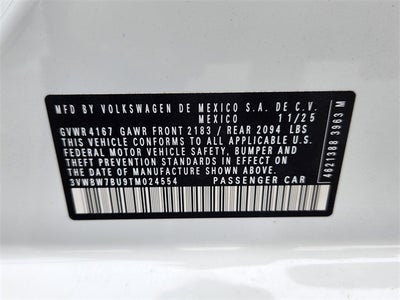 MFD BY VOLKSWAGEN DE MEXICO S.A. DE C.V.
MEXICO 11/25
GVWR 4167 GAWR FRONT 2183 / REAR 2094 LBS
THIS VEHICLE CONFORMS TO ALL APPLICABLE U.S.
FEDERAL MOTOR VEHICLE SAFETY, BUMPER, AND
THEFT PREVENTION STANDARDS IN EFFECT ON THE
DATE OF MANUFACTURE SHOWN ABOVE.
3VWBW7BU9TM024554 PASSENGER CAR
4621388 3963 M